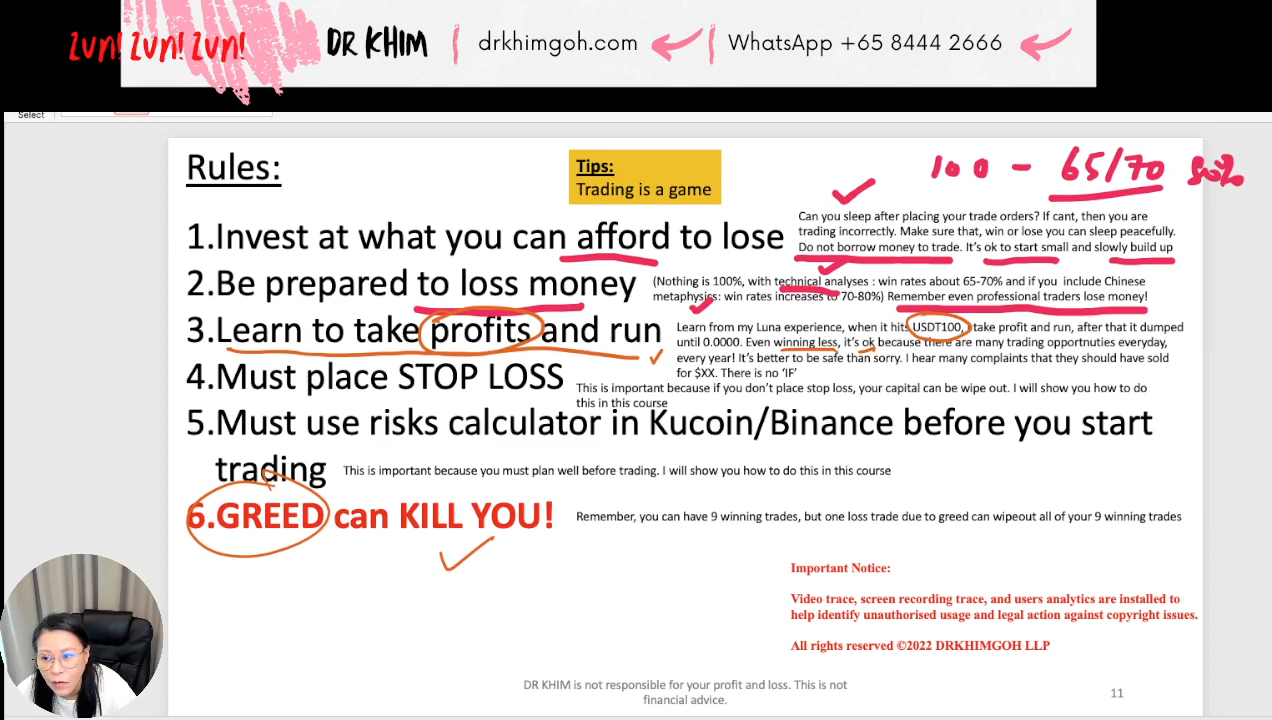 zun! zun! zun!
DR KHIM
drkhimgoh.com
WhatsApp +65 8444 2666
Select
Rules:
Tips:
Trading is a game
100 - 65/70 80%
1.Invest at what you can afford to lose
Can you sleep after placing your trade orders? If cant, then you are
trading incorrectly. Make sure that, win or lose you can sleep peacefully.
Do not borrow money to trade. It's ok to start small and slowly build up
2.Be prepared to loss money
(Nothing is 100%, with technical analyses : win rates about 65-70% and if you include Chinese
metaphysics: win rates increases to 70-80%) Remember even professional traders lose money!
3.Learn to take profits and run
Learn from my Luna experience, when it hits USDT100, I take profit and run, after that it dumped
until 0.0000. Even winning less, it's ok because there are many trading opportnuties everyday,
every year! It's better to be safe than sorry. I hear many complaints that they should have sold
for $XX. There is no 'IF'
4.Must place STOP LOSS
This is important because if you don't place stop loss, your capital can be wipe out. I will show you how to do
this in this course
5.Must use risks calculator in Kucoin/Binance before you start
trading
This is important because you must plan well before trading. I will show you how to do this in this course
6.GREED can KILL YOU!
Remember, you can have 9 winning trades, but one loss trade due to greed can wipeout all of your 9 winning trades
Important Notice:
Video trace, screen recording trace, and users analytics are installed to
help identify unauthorised usage and legal action against copyright issues.
All rights reserved ©2022 DRKHIMGOH LLP
DR KHIM is not responsible for your profit and loss. This is not
financial advice.
11